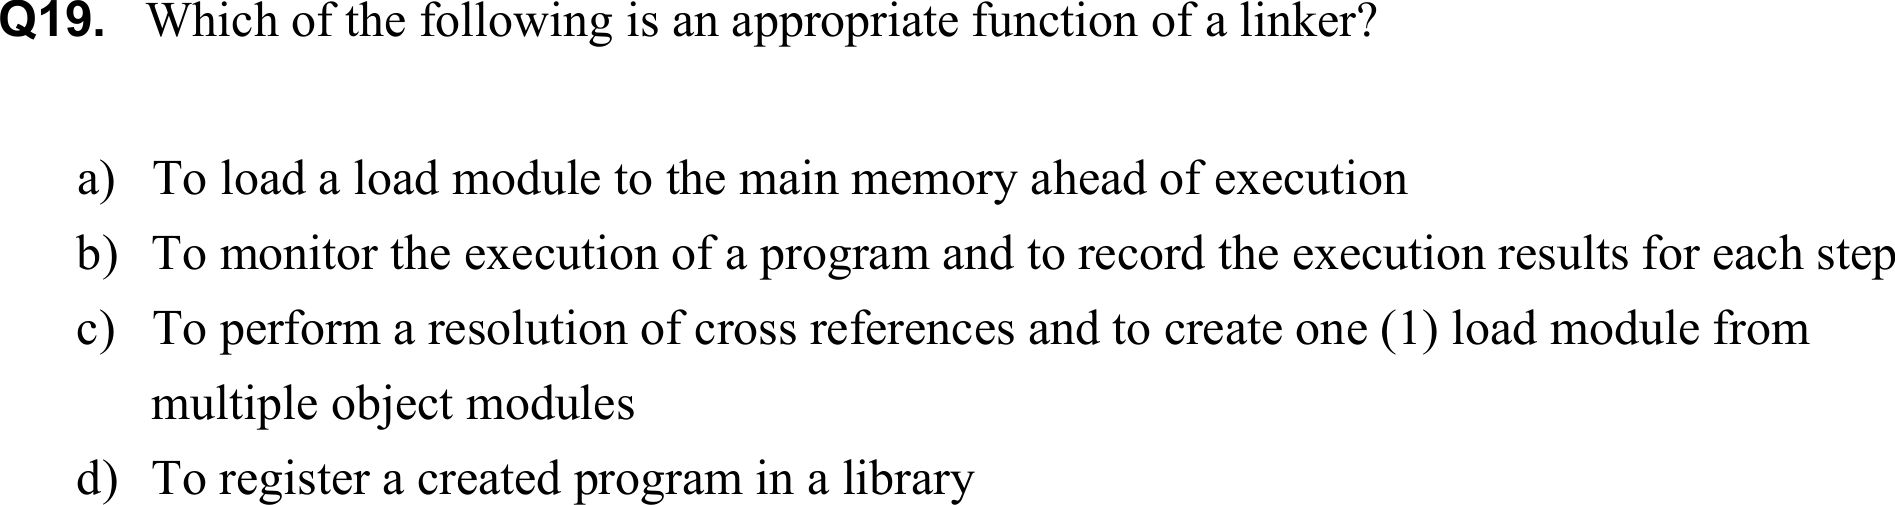 Q19. Which of the following is an appropriate function of a linker?
a) To load a load module to the main memory ahead of execution
b) To monitor the execution of a program and to record the execution results for each step
c) To perform a resolution of cross references and to create one (1) load module from
multiple object modules
d) To register a created program in a library